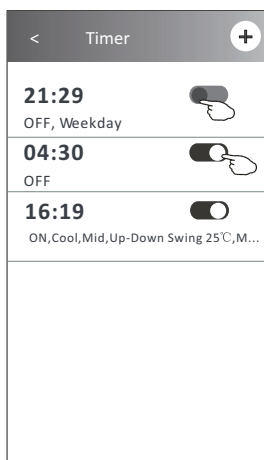 < Timer +
21:29
OFF, Weekday
04:30
OFF
16:19
ON,Cool,Mid,Up-Down Swing 25℃,M...